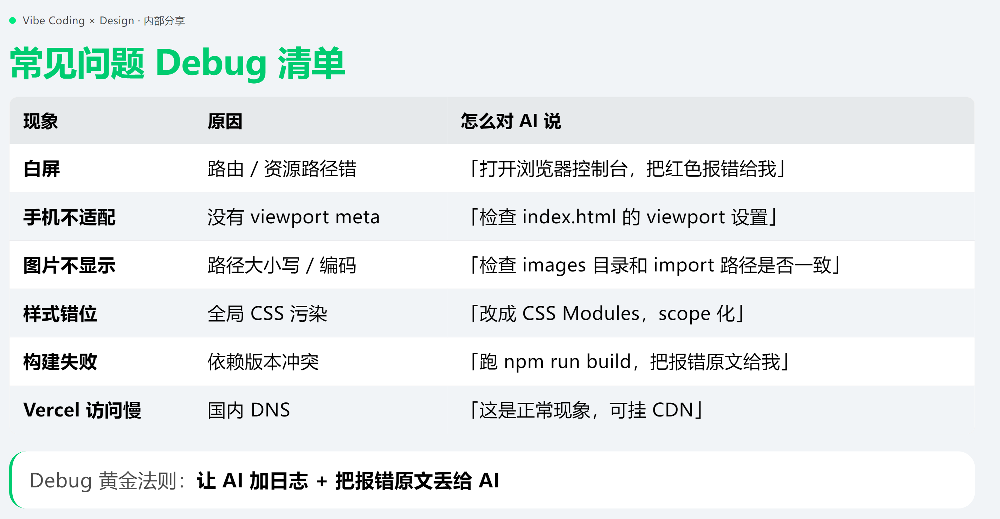 Vibe Coding × Design · 内部分享
常见问题 Debug 清单
现象 原因 怎么对 AI 说
白屏 路由 / 资源路径错 「打开浏览器控制台，把红色报错给我」
手机不适配 没有 viewport meta 「检查 index.html 的 viewport 设置」
图片不显示 路径大小写 / 编码 「检查 images 目录和 import 路径是否一致」
样式错位 全局 CSS 污染 「改成 CSS Modules，scope 化」
构建失败 依赖版本冲突 「跑 npm run build，把报错原文给我」
Vercel 访问慢 国内 DNS 「这是正常现象，可挂 CDN」
Debug 黄金法则：让 AI 加日志 + 把报错原文丢给 AI